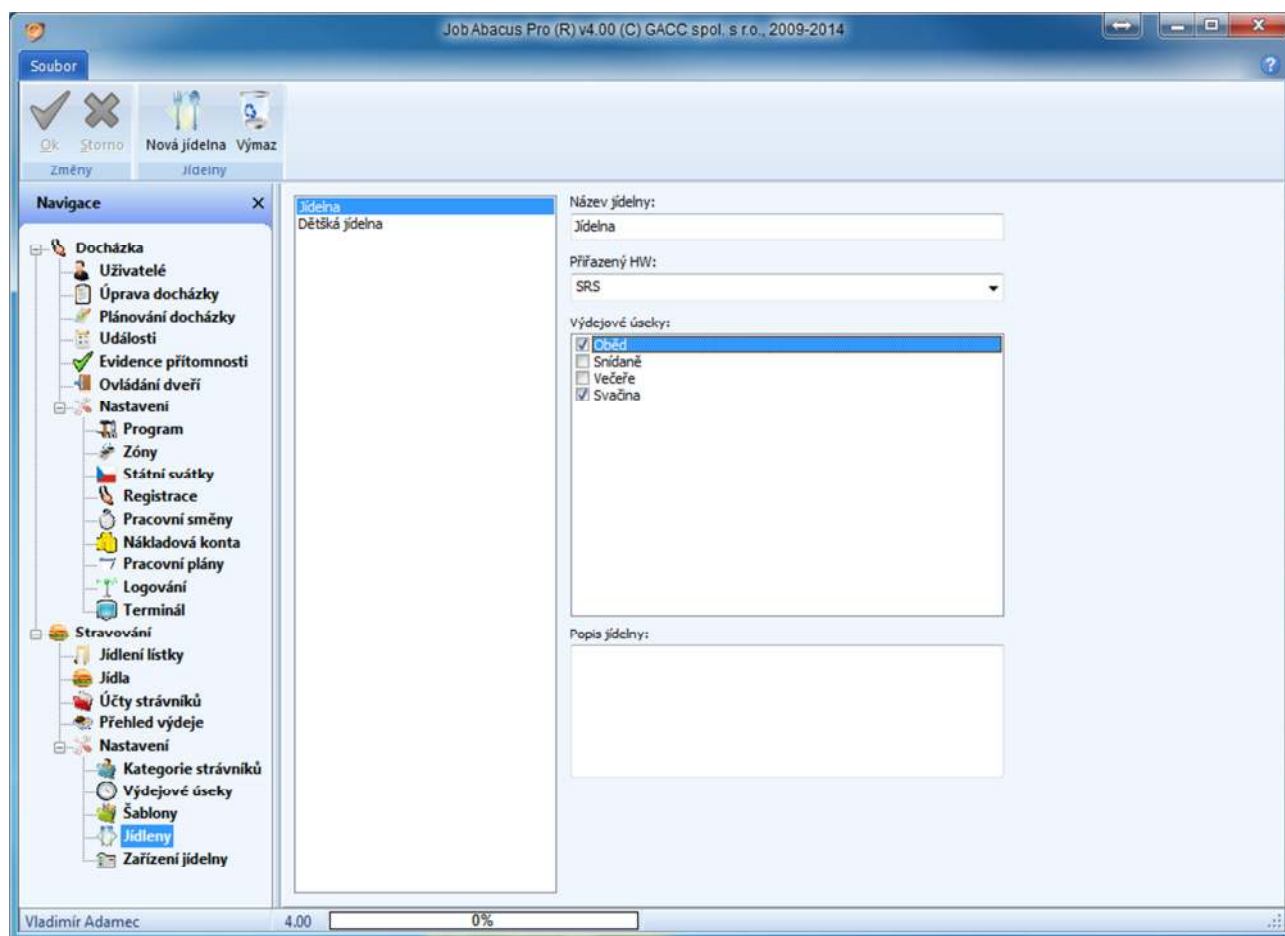 Job Abacus Pro (R) v4.00 (C) GACC spol. s r.o., 2009-2014
Soubor
Ok Storno Nová jídelna Výmaz
Změny Jídelny
Navigace
Docházka
Uživatelé
Úprava docházky
Plánování docházky
Události
Evidence přítomnosti
Ovládání dveří
Nastavení
Program
Zóny
Státní svátky
Registrace
Pracovní směny
Nákladová konta
Pracovní plány
Logování
Terminál
Stravování
Jídlení lístky
Jídla
Účty strávníků
Přehled výdeje
Nastavení
Kategorie strávníků
Výdejové úseky
Šablony
Jídleny
Zařízení jídelny
Jídelna
Dětšká jídelna
Název jídelny:
Jídelna
Přiřazený HW:
SRS
Výdejové úseky:
Oběd
Snídaně
Večeře
Svačina
Popis jídelny:
Vladimír Adamec 4.00 0%